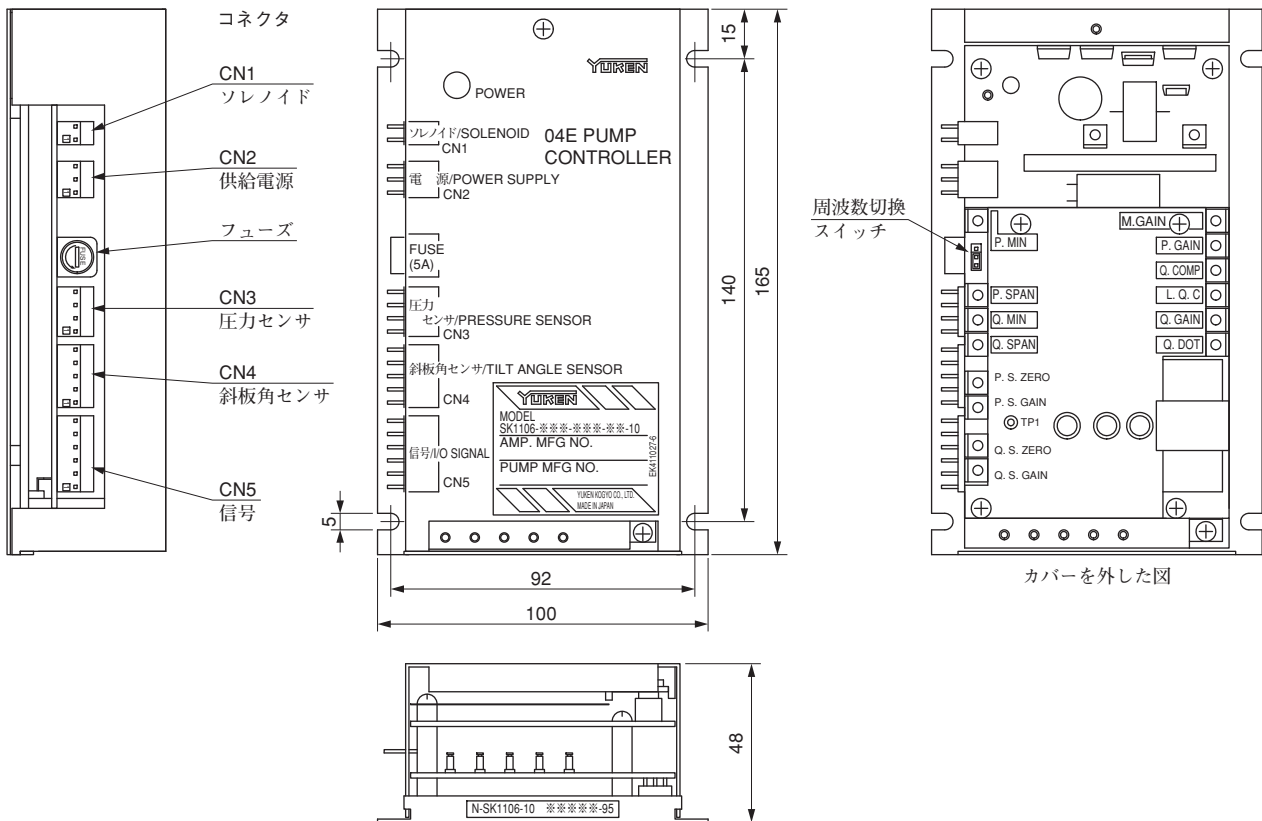 コネクタ
CN1
ソレノイド
CN2
供給電源
フューズ
FUSE
CN3
圧力センサ
CN4
斜板角センサ
CN5
信号
YUKEN
POWER
ソレノイド/SOLENOID
CN1
04E PUMP
CONTROLLER
電 源/POWER SUPPLY
CN2
FUSE
(5A)
圧力
センサ/PRESSURE SENSOR
CN3
斜板角センサ/TILT ANGLE SENSOR
CN4
信号/I/O SIGNAL
CN5
YUKEN
MODEL
SK1106-※※※-※※※-※※-10
AMP. MFG NO.
PUMP MFG NO.
YUKEN KOGYO CO., LTD.
MADE IN JAPAN
EK411027-6
15
140
165
5
92
100
周波数切換
スイッチ
P. MIN
P. SPAN
Q. MIN
Q. SPAN
P. S. ZERO
P. S. GAIN
TP1
Q. S. ZERO
Q. S. GAIN
M.GAIN
P. GAIN
Q. COMP
L. Q. C
Q. GAIN
Q. DOT
カバーを外した図
48
N-SK1106-10 ※※※※※-95